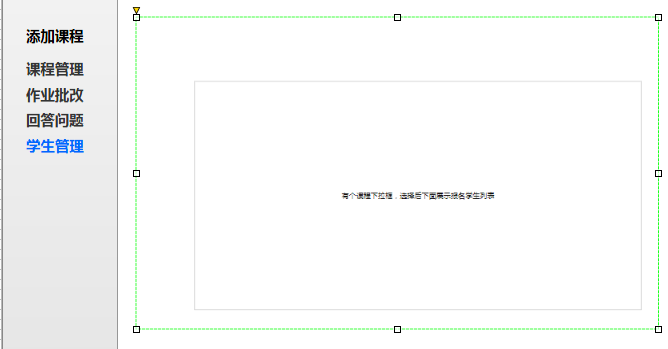 添加课程
课程管理
作业批改
回答问题
学生管理
有个课程下拉框，选择后下面展示报名学生列表